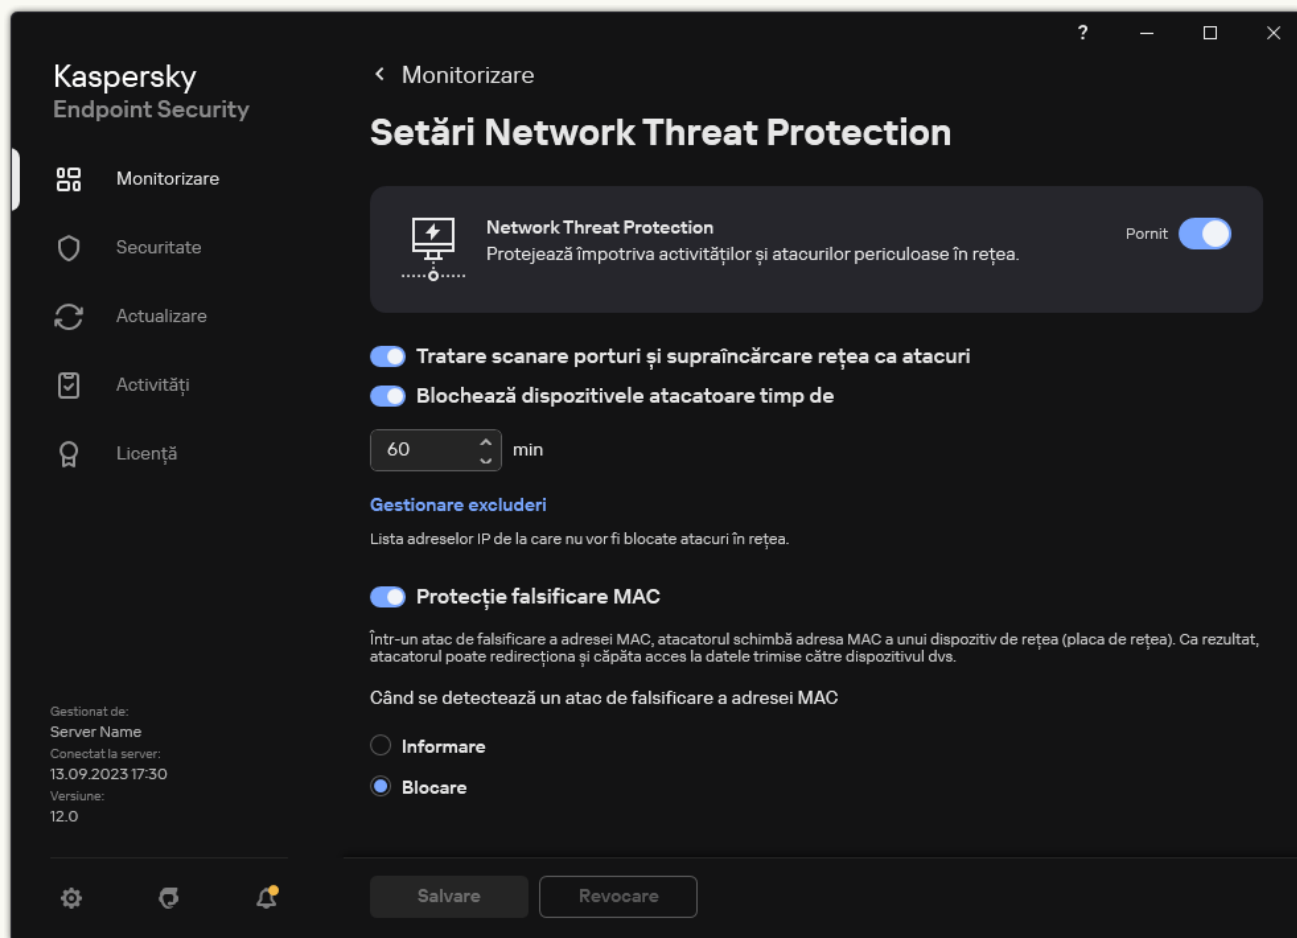 ?
Kaspersky
Endpoint Security
Monitorizare
Securitate
Actualizare
Activități
Licență
Gestionat de:
Server Name
Conectat la server:
13.09.2023 17:30
Versiune:
12.0
Monitorizare
Setări Network Threat Protection
Network Threat Protection
Protejează împotriva activităților și atacurilor periculoase în rețea.
Pornit
Tratare scanare porturi și supraîncărcare rețea ca atacuri
Blochează dispozitivele atacatoare timp de
60 min
Gestionare excluderi
Lista adreselor IP de la care nu vor fi blocate atacuri în rețea.
Protecție falsificare MAC
Într-un atac de falsificare a adresei MAC, atacatorul schimbă adresa MAC a unui dispozitiv de rețea (placa de rețea). Ca rezultat,
atacatorul poate redirecționa și căpăta acces la datele trimise către dispozitivul dvs.
Când se detectează un atac de falsificare a adresei MAC
Informare
Blocare
Salvare
Revocare